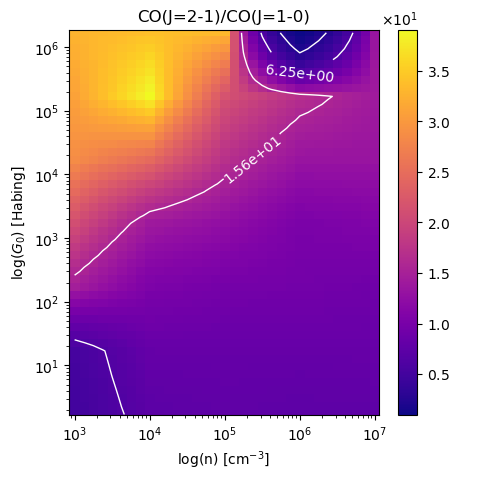 CO(J=2-1)/CO(J=1-0)
×10¹
10⁶
10⁵
10⁴
10³
10²
10¹
log(G₀) [Habing]
6.25e+00
1.56e+01
10³ 10⁴ 10⁵ 10⁶ 10⁷
log(n) [cm⁻³]
3.5
3.0
2.5
2.0
1.5
1.0
0.5